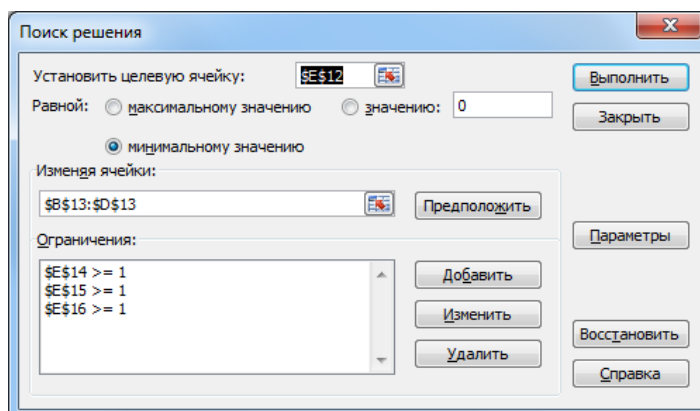 Поиск решения
Установить целевую ячейку: $E$12
Выполнить
Равной: максимальному значению значению: 0
Закрыть
минимальному значению
Изменяя ячейки:
$B$13:$D$13
Предположить
Параметры
Ограничения:
$E$14 >= 1
$E$15 >= 1
$E$16 >= 1
Добавить
Изменить
Удалить
Восстановить
Справка